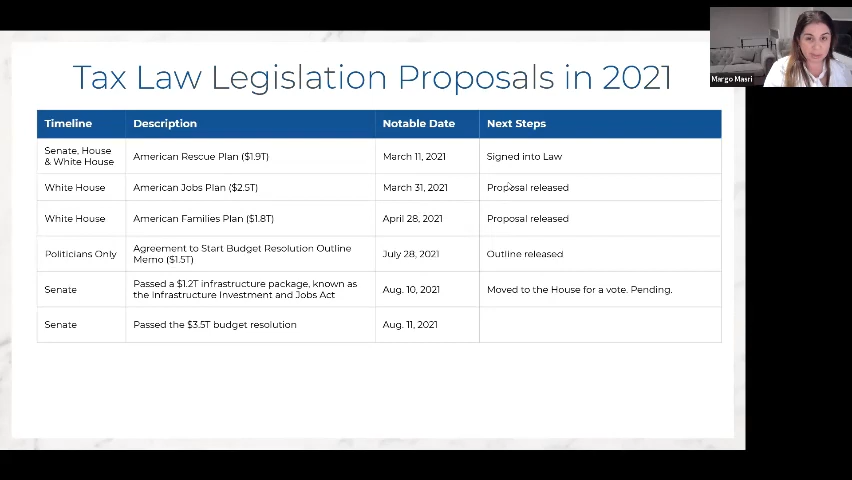 Tax Law Legislation Proposals in 2021
Timeline Description Notable Date Next Steps
Senate, House
& White House
American Rescue Plan ($1.9T) March 11, 2021 Signed into Law
White House American Jobs Plan ($2.5T) March 31, 2021 Proposal released
White House American Families Plan ($1.8T) April 28, 2021 Proposal released
Politicians Only
Agreement to Start Budget Resolution Outline
Memo ($1.5T)
July 28, 2021 Outline released
Senate
Passed a $1.2T infrastructure package, known as
the Infrastructure Investment and Jobs Act
Aug. 10, 2021 Moved to the House for a vote. Pending.
Senate Passed the $3.5T budget resolution Aug. 11, 2021
Margo Masri